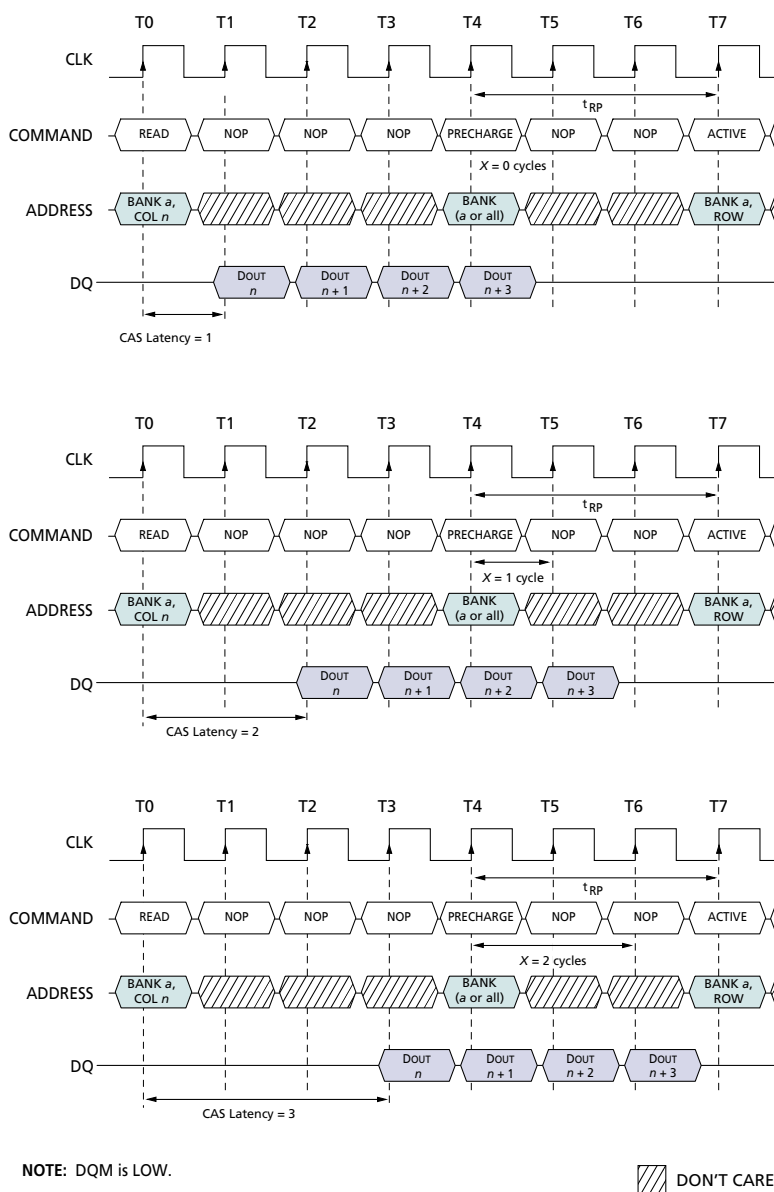 T0 T1 T2 T3 T4 T5 T6 T7
CLK
tRP
COMMAND READ NOP NOP NOP PRECHARGE NOP NOP ACTIVE
X = 0 cycles
ADDRESS BANK a, COL n BANK (a or all) BANK a, ROW
DQ DOUT n DOUT n + 1 DOUT n + 2 DOUT n + 3
CAS Latency = 1
T0 T1 T2 T3 T4 T5 T6 T7
CLK
tRP
COMMAND READ NOP NOP NOP PRECHARGE NOP NOP ACTIVE
X = 1 cycle
ADDRESS BANK a, COL n BANK (a or all) BANK a, ROW
DQ DOUT n DOUT n + 1 DOUT n + 2 DOUT n + 3
CAS Latency = 2
T0 T1 T2 T3 T4 T5 T6 T7
CLK
tRP
COMMAND READ NOP NOP NOP PRECHARGE NOP NOP ACTIVE
X = 2 cycles
ADDRESS BANK a, COL n BANK (a or all) BANK a, ROW
DQ DOUT n DOUT n + 1 DOUT n + 2 DOUT n + 3
CAS Latency = 3
NOTE: DQM is LOW.
DON'T CARE